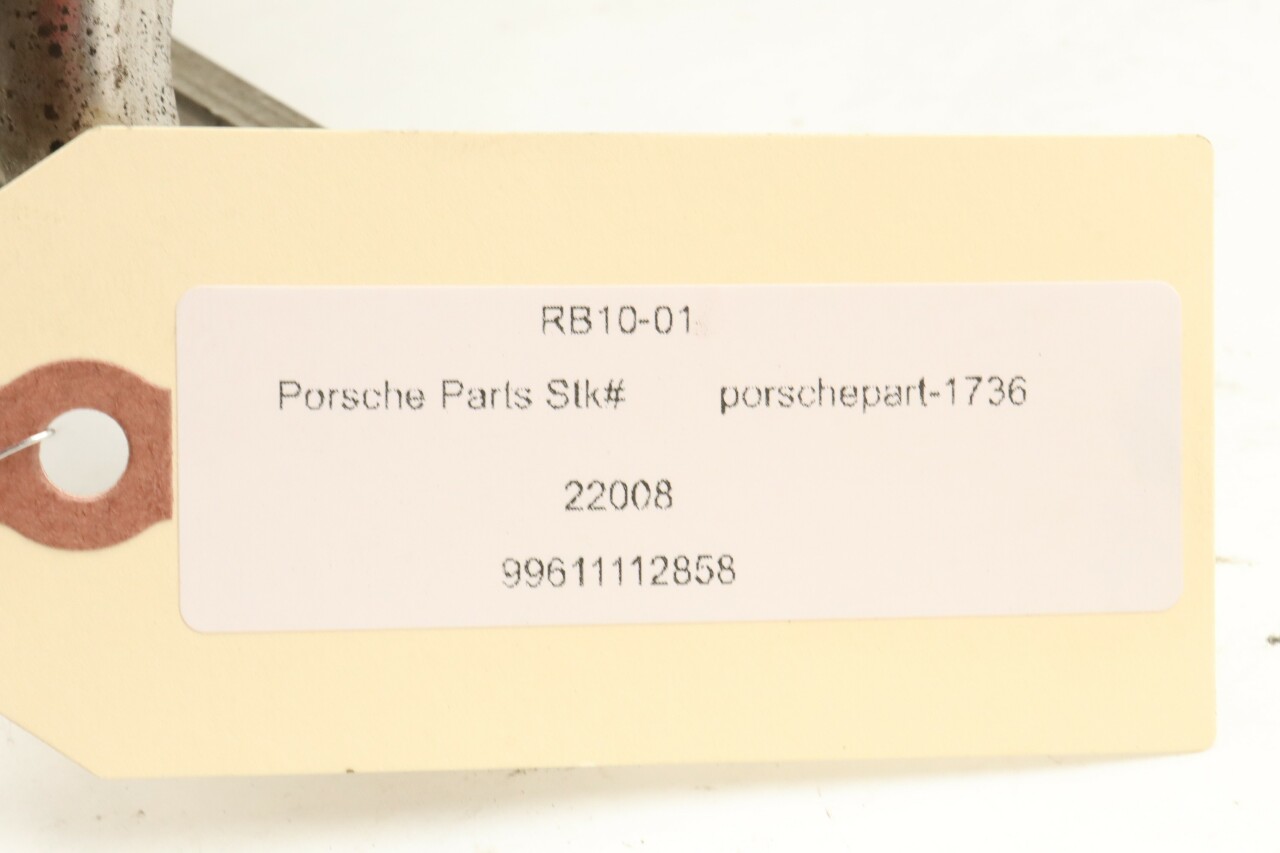 RB10-01
Porsche Parts Stk# porschepart-1736
22008
99611112858